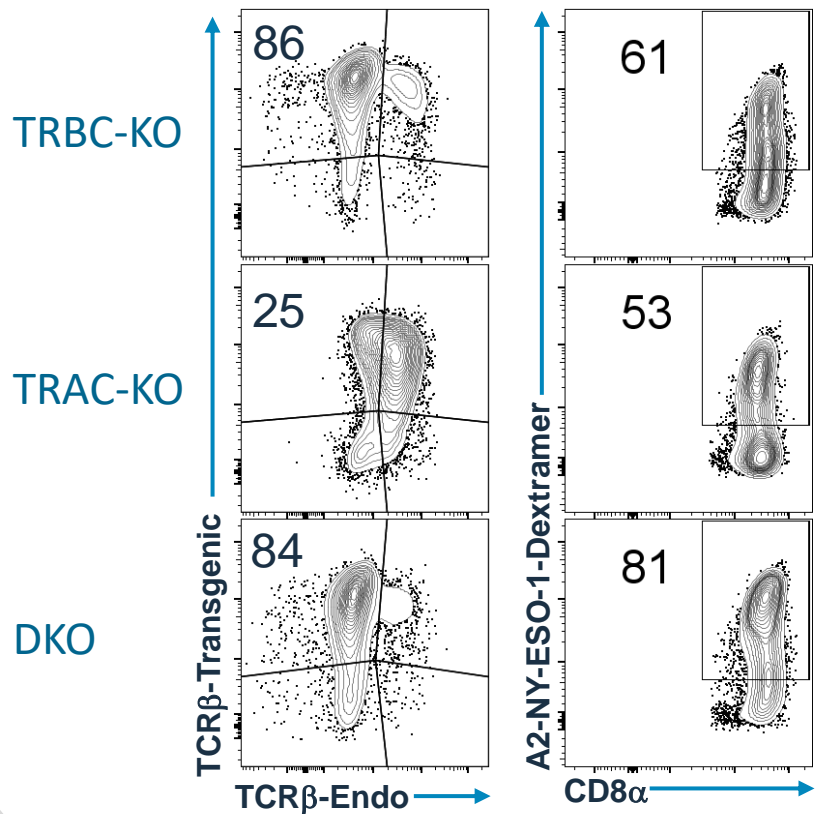 86
61
TRBC-KO
25
53
TRAC-KO
84
81
DKO
TCRβ-Transgenic
A2-NY-ESO-1-Dextramer
TCRβ-Endo
CD8α